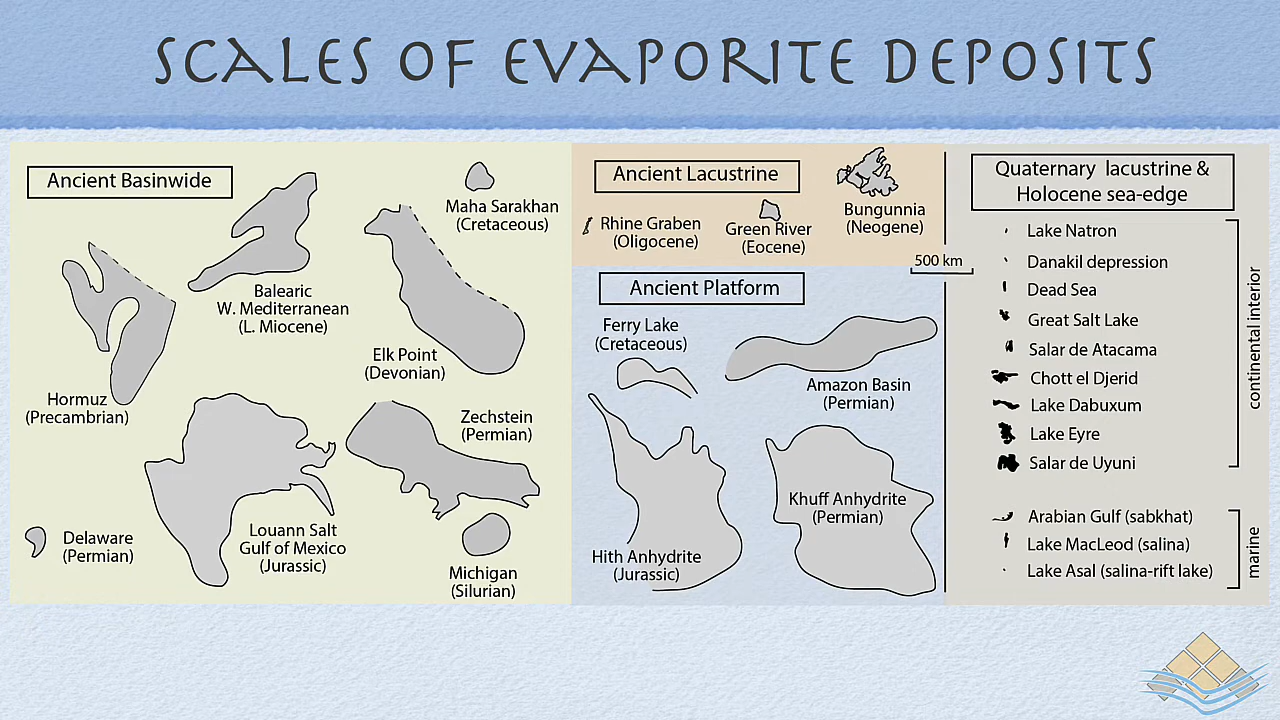 SCALES OF EVAPORITE DEPOSITS
Ancient Basinwide
Maha Sarakhan
(Cretaceous)
Balearic
W. Mediterranean
(L. Miocene)
Elk Point
(Devonian)
Hormuz
(Precambrian)
Zechstein
(Permian)
Louann Salt
Gulf of Mexico
(Jurassic)
Delaware
(Permian)
Michigan
(Silurian)
Ancient Lacustrine
Rhine Graben
(Oligocene)
Green River
(Eocene)
Bungunnia
(Neogene)
500 km
Ancient Platform
Ferry Lake
(Cretaceous)
Amazon Basin
(Permian)
Khuff Anhydrite
(Permian)
Hith Anhydrite
(Jurassic)
Quaternary lacustrine &
Holocene sea-edge
Lake Natron
Danakil depression
Dead Sea
Great Salt Lake
Salar de Atacama
Chott el Djerid
Lake Dabuxum
Lake Eyre
Salar de Uyuni
continental interior
Arabian Gulf (sabkhat)
Lake MacLeod (salina)
Lake Asal (salina-rift lake)
marine